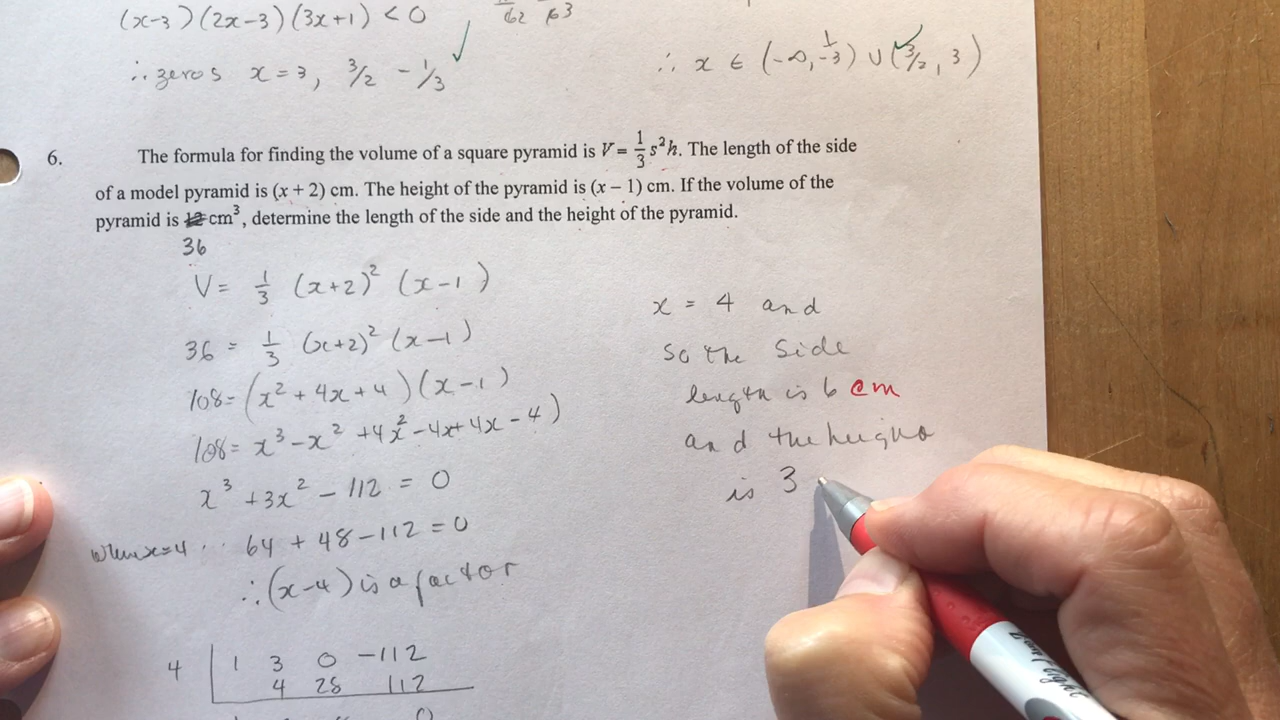 (x-3)(2x-3)(3x+1) < 0
∴ zeros x = 3, 3/2 -1/3
∴ x ∈ (-∞, -1/3) ∪ (3/2, 3)
6. The formula for finding the volume of a square pyramid is V = 1/3 s²h. The length of the side
of a model pyramid is (x + 2) cm. The height of the pyramid is (x – 1) cm. If the volume of the
pyramid is 12 cm³, determine the length of the side and the height of the pyramid.
36
V = 1/3 (x+2)² (x-1)
36 = 1/3 (x+2)² (x-1)
108 = (x² + 4x + 4)(x-1)
108 = x³ - x² + 4x² - 4x + 4x - 4)
x³ + 3x² - 112 = 0
when x=4 .. 64 + 48 - 112 = 0
∴ (x-4) is a factor
4 | 1 3 0 -112
4 28 112
0
x = 4 and
so the side
length is 6 cm
and the height
is 3